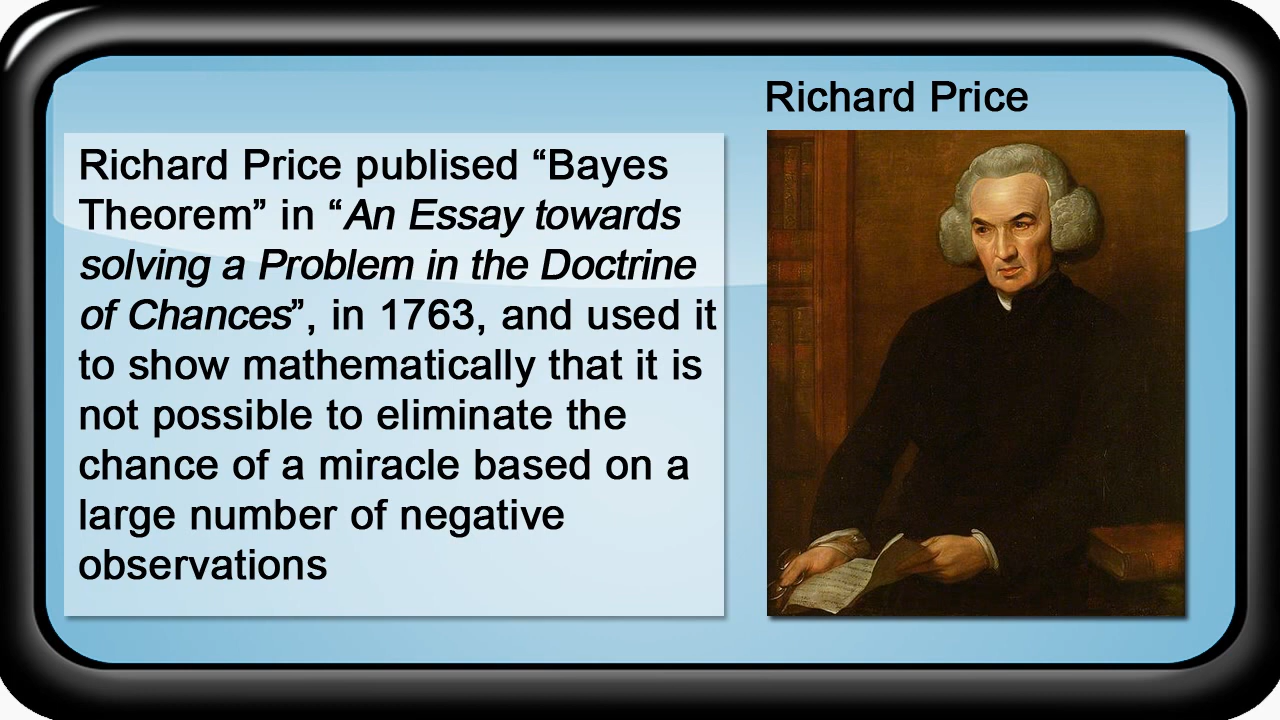 Richard Price
Richard Price publised “Bayes
Theorem” in “An Essay towards
solving a Problem in the Doctrine
of Chances”, in 1763, and used it
to show mathematically that it is
not possible to eliminate the
chance of a miracle based on a
large number of negative
observations